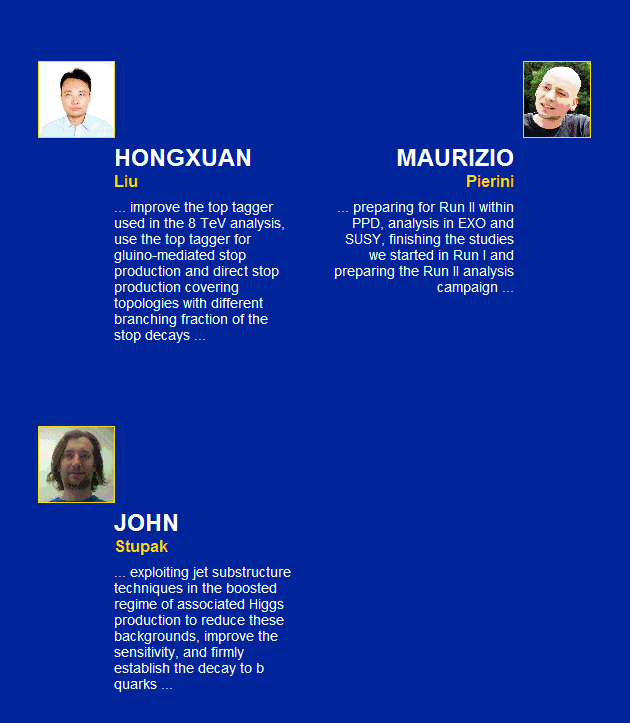 HONGXUAN
Liu
... improve the top tagger
used in the 8 TeV analysis,
use the top tagger for
gluino-mediated stop
production and direct stop
production covering
topologies with different
branching fraction of the
stop decays ...
MAURIZIO
Pierini
... preparing for Run II within
PPD, analysis in EXO and
SUSY, finishing the studies
we started in Run I and
preparing the Run II analysis
campaign ...
JOHN
Stupak
... exploiting jet substructure
techniques in the boosted
regime of associated Higgs
production to reduce these
backgrounds, improve the
sensitivity, and firmly
establish the decay to b
quarks ...